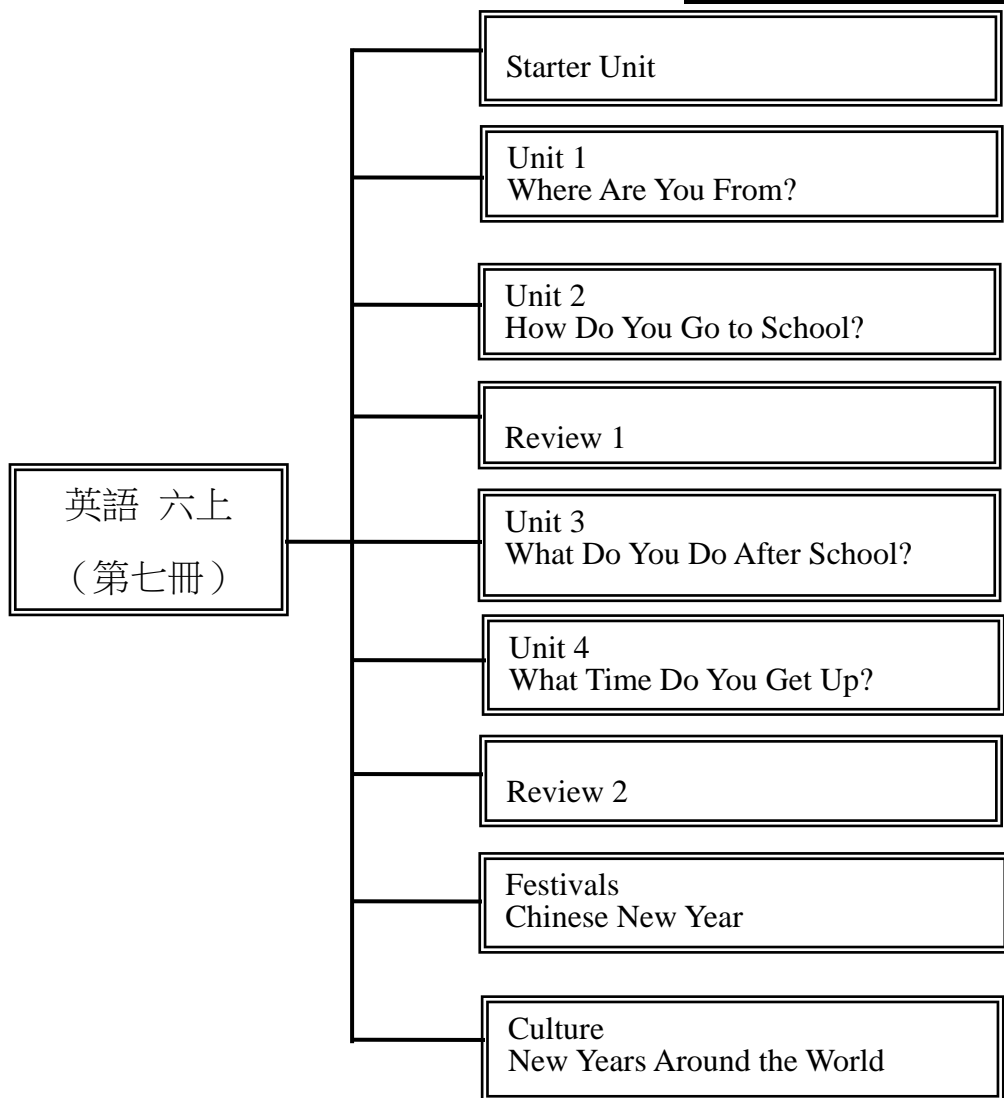 Starter Unit
Unit 1
Where Are You From?
Unit 2
How Do You Go to School?
Review 1
英語 六上
（第七冊）
Unit 3
What Do You Do After School?
Unit 4
What Time Do You Get Up?
Review 2
Festivals
Chinese New Year
Culture
New Years Around the World